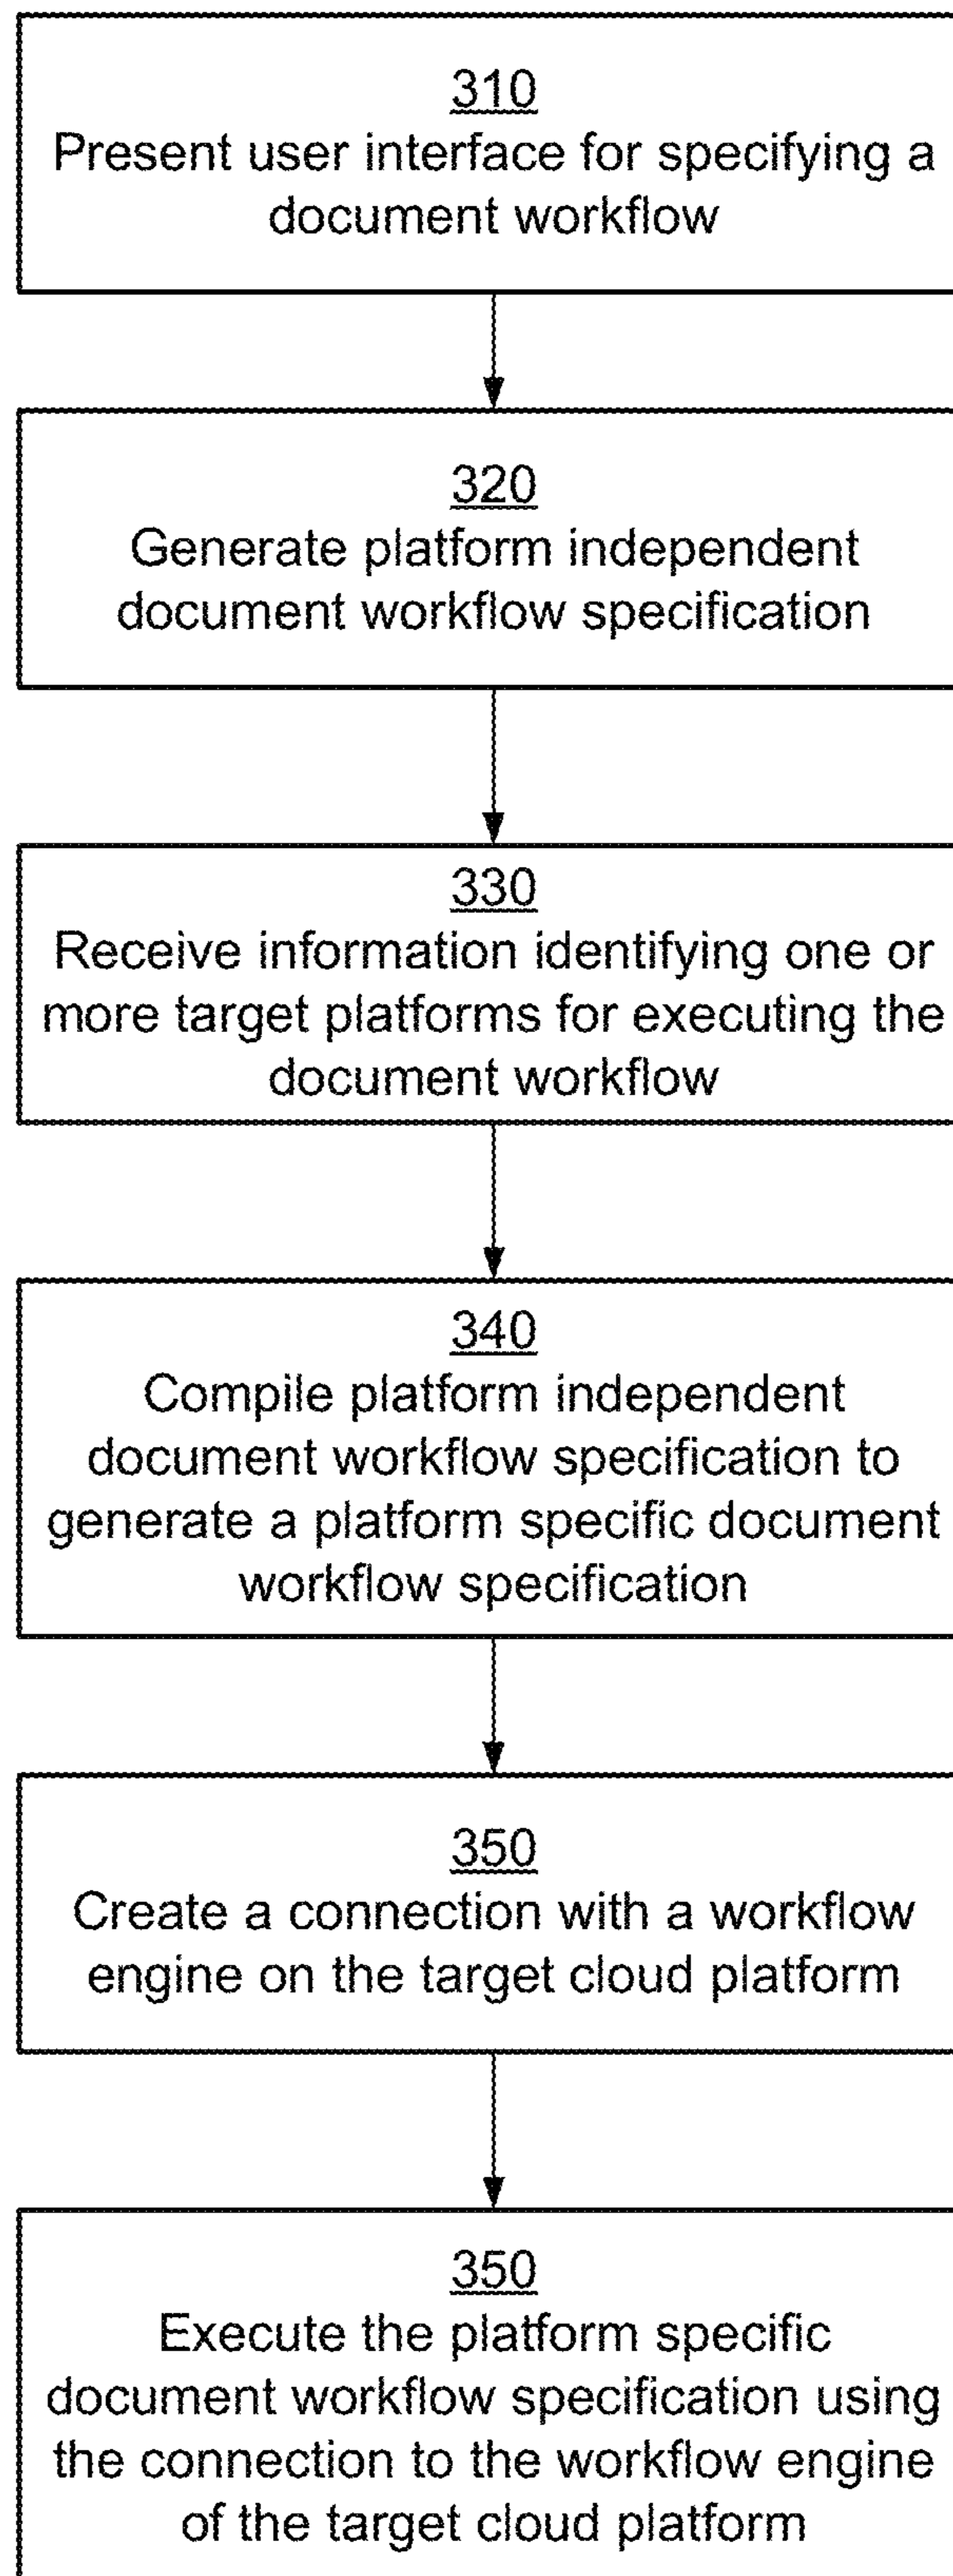 310
Present user interface for specifying a
document workflow
320
Generate platform independent
document workflow specification
330
Receive information identifying one or
more target platforms for executing the
document workflow
340
Compile platform independent
document workflow specification to
generate a platform specific document
workflow specification
350
Create a connection with a workflow
engine on the target cloud platform
350
Execute the platform specific
document workflow specification using
the connection to the workflow engine
of the target cloud platform